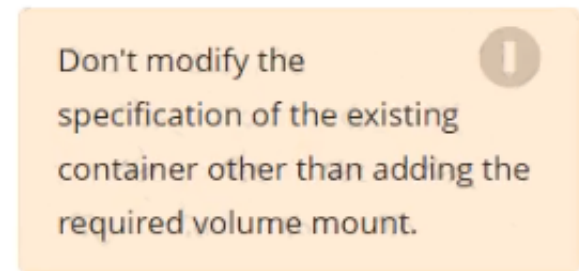 Don't modify the
specification of the existing
container other than adding the
required volume mount.